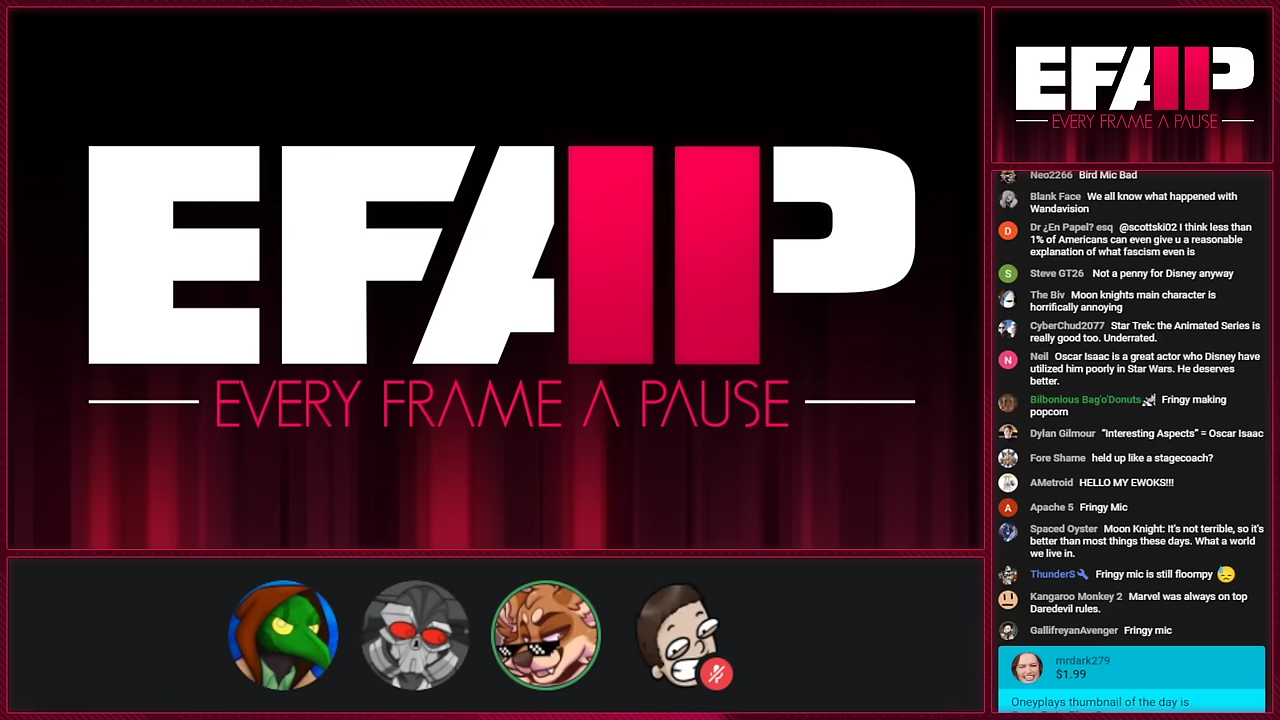 EFAP
EVERY FRAME A PAUSE
EFAP
EVERY FRAME A PAUSE
Neo2266 Bird Mic Bad
Blank Face We all know what happened with
Wandavision
D
Dr ¿En Papel? esq @scottski02 I think less than
1% of Americans can even give u a reasonable
explanation of what fascism even is
S
Steve GT26 Not a penny for Disney anyway
The Biv Moon knights main character is
horrifically annoying
CyberChud2077 Star Trek: the Animated Series is
really good too. Underrated.
N
Neil Oscar Isaac is a great actor who Disney have
utilized him poorly in Star Wars. He deserves
better.
Bilbonious Bag'o'Donuts Fringy making
popcorn
Dylan Gilmour “Interesting Aspects” = Oscar Isaac
Fore Shame held up like a stagecoach?
AMetroid HELLO MY EWOKS!!!
A
Apache 5 Fringy Mic
Spaced Oyster Moon Knight: It's not terrible, so it's
better than most things these days. What a world
we live in.
ThunderS Fringy mic is still floompy 😓
Kangaroo Monkey 2 Marvel was always on top
Daredevil rules.
GallifreyanAvenger Fringy mic
mrdark279
$1.99
Oneyplays thumbnail of the day is